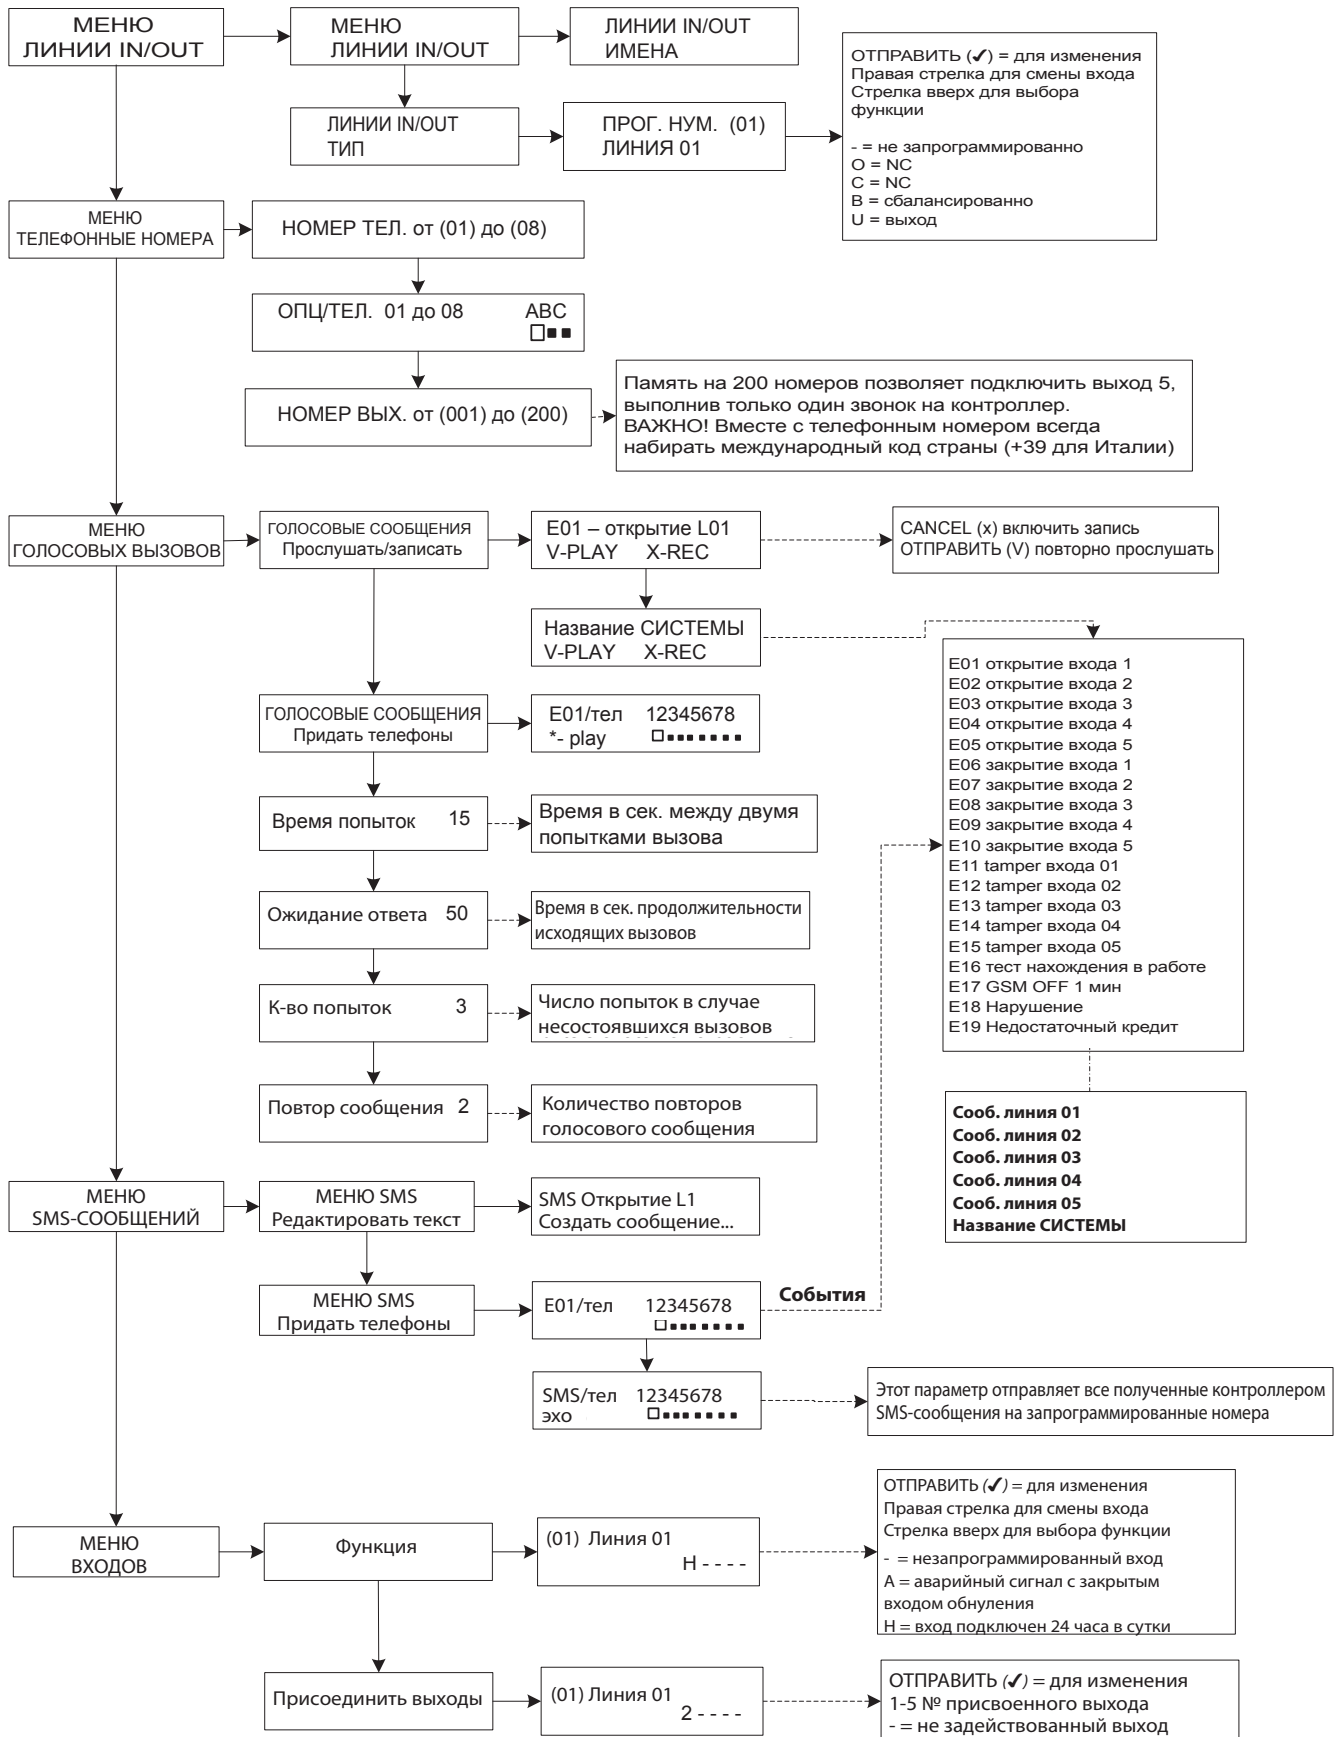 МЕНЮ
ЛИНИИ IN/OUT
МЕНЮ
ЛИНИИ IN/OUT
ЛИНИИ IN/OUT
ИМЕНА
ЛИНИИ IN/OUT
ТИП
ПРОГ. НУМ. (01)
ЛИНИЯ 01
ОТПРАВИТЬ (✔) = для изменения
Правая стрелка для смены входа
Стрелка вверх для выбора
функции
- = не запрограммированно
O = NC
C = NC
B = сбалансированно
U = выход
МЕНЮ
ТЕЛЕФОННЫЕ НОМЕРА
НОМЕР ТЕЛ. от (01) до (08)
ОПЦ/ТЕЛ. 01 до 08 ABC
НОМЕР ВЫХ. от (001) до (200)
Память на 200 номеров позволяет подключить выход 5,
выполнив только один звонок на контроллер.
ВАЖНО! Вместе с телефонным номером всегда
набирать международный код страны (+39 для Италии)
МЕНЮ
ГОЛОСОВЫХ ВЫЗОВОВ
ГОЛОСОВЫЕ СООБЩЕНИЯ
Прослушать/записать
E01 – открытие L01
V-PLAY X-REC
CANCEL (x) включить запись
ОТПРАВИТЬ (V) повторно прослушать
Название СИСТЕМЫ
V-PLAY X-REC
ГОЛОСОВЫЕ СООБЩЕНИЯ
Придать телефоны
E01/тел 12345678
*- play
Время попыток 15
Время в сек. между двумя
попытками вызова
Ожидание ответа 50
Время в сек. продолжительности
исходящих вызовов
К-во попыток 3
Число попыток в случае
несостоявшихся вызовов
Повтор сообщения 2
Количество повторов
голосового сообщения
E01 открытие входа 1
E02 открытие входа 2
E03 открытие входа 3
E04 открытие входа 4
E05 открытие входа 5
E06 закрытие входа 1
E07 закрытие входа 2
E08 закрытие входа 3
E09 закрытие входа 4
E10 закрытие входа 5
E11 tamper входа 01
E12 tamper входа 02
E13 tamper входа 03
E14 tamper входа 04
E15 tamper входа 05
E16 тест нахождения в работе
E17 GSM OFF 1 мин
E18 Нарушение
E19 Недостаточный кредит
Сооб. линия 01
Сооб. линия 02
Сооб. линия 03
Сооб. линия 04
Сооб. линия 05
Название СИСТЕМЫ
МЕНЮ
SMS-СООБЩЕНИЙ
МЕНЮ SMS
Редактировать текст
SMS Открытие L1
Создать сообщение...
МЕНЮ SMS
Придать телефоны
E01/тел 12345678
События
SMS/тел 12345678
эхо
Этот параметр отправляет все полученные контроллером
SMS-сообщения на запрограммированные номера
МЕНЮ
ВХОДОВ
Функция
(01) Линия 01
H - - - -
ОТПРАВИТЬ (✔) = для изменения
Правая стрелка для смены входа
Стрелка вверх для выбора функции
- = незапрограммированный вход
A = аварийный сигнал с закрытым
входом обнуления
H = вход подключен 24 часа в сутки
Присоединить выходы
(01) Линия 01
2 - - - -
ОТПРАВИТЬ (✔) = для изменения
1-5 № присвоенного выхода
- = не задействованный выход